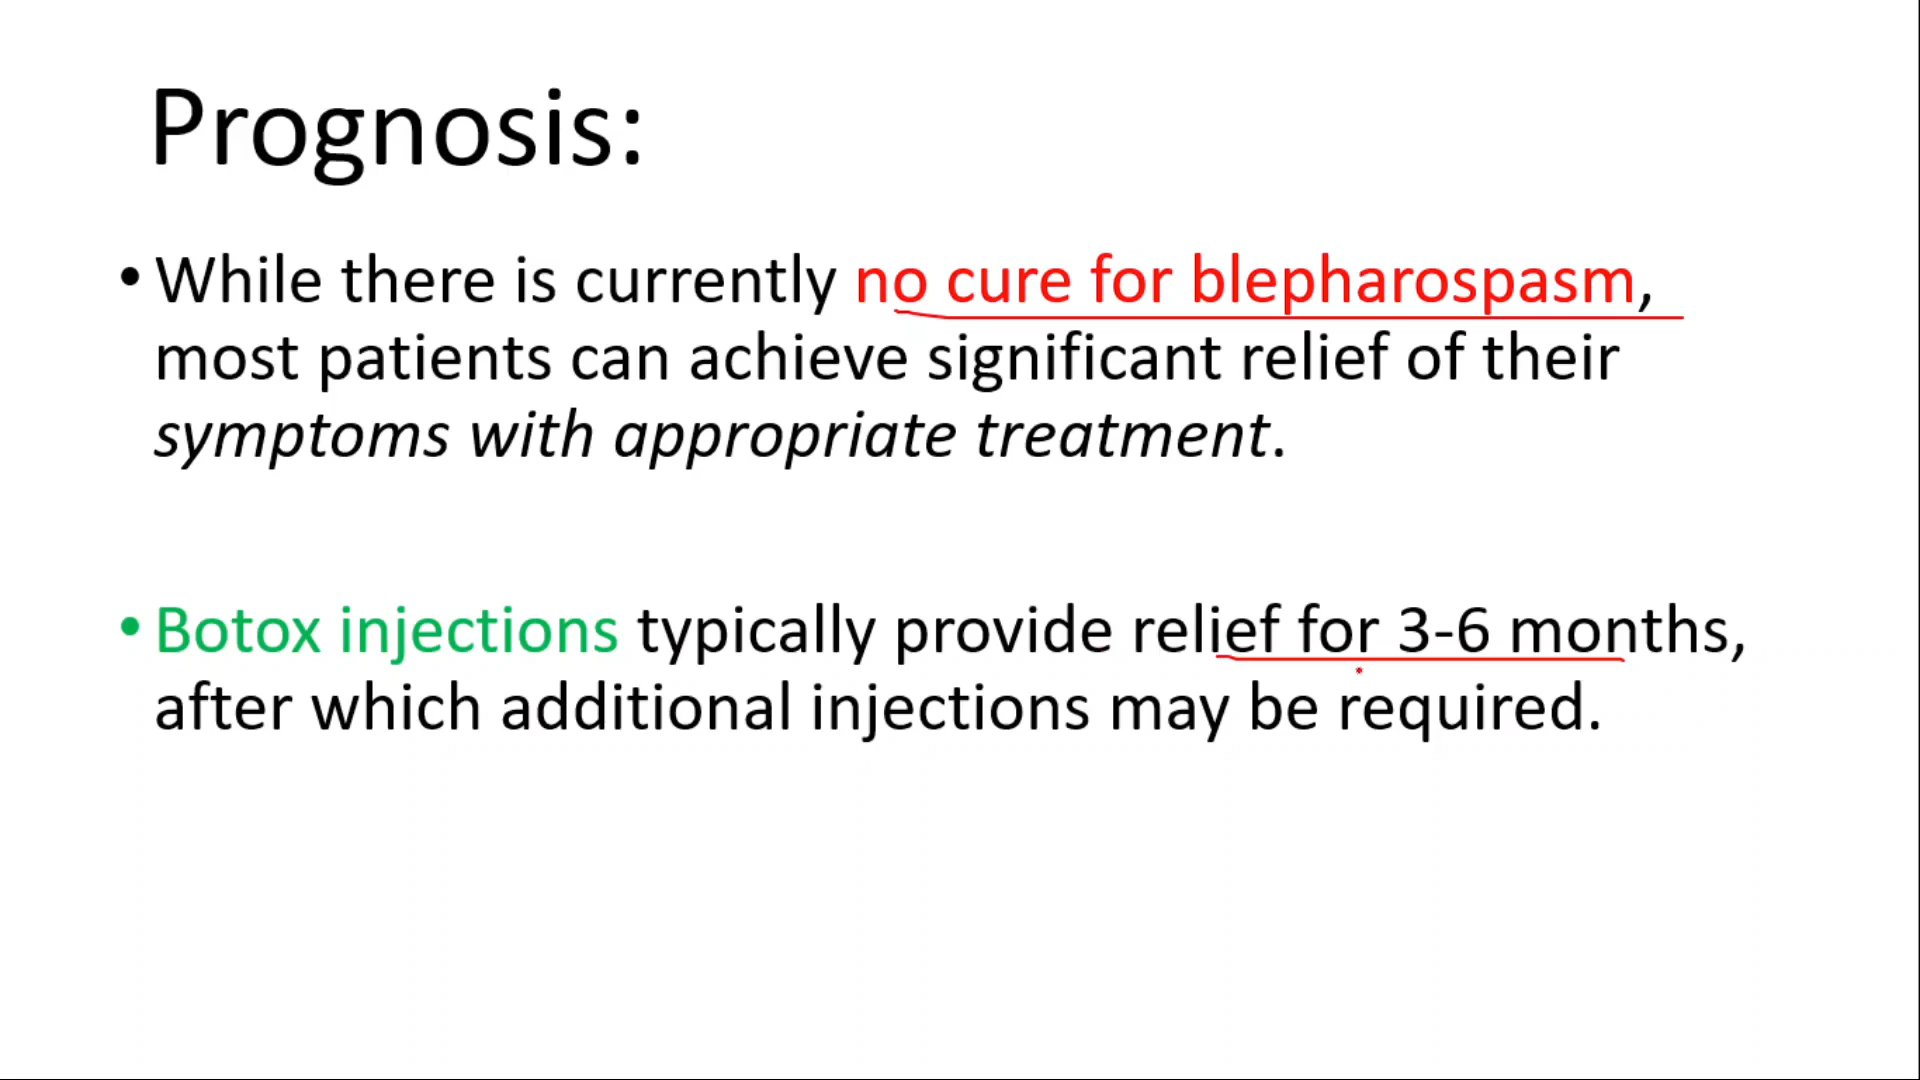 Prognosis:
• While there is currently no cure for blepharospasm,
most patients can achieve significant relief of their
symptoms with appropriate treatment.
• Botox injections typically provide relief for 3-6 months,
after which additional injections may be required.